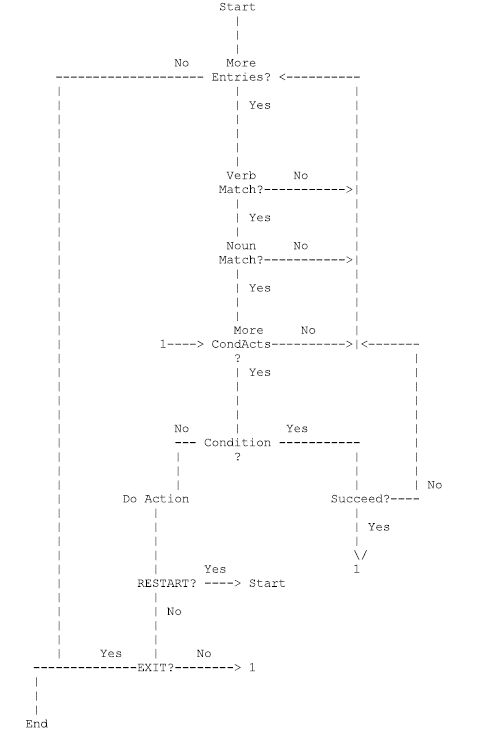 Start
No More
Entries?
Yes
Verb No
Match?
Yes
Noun No
Match?
Yes
More No
1----> CondActs
?
Yes
No Yes
Condition
?
No
Do Action Succeed?
Yes
\/
Yes 1
RESTART? ----> Start
No
Yes No
EXIT?--------> 1
End